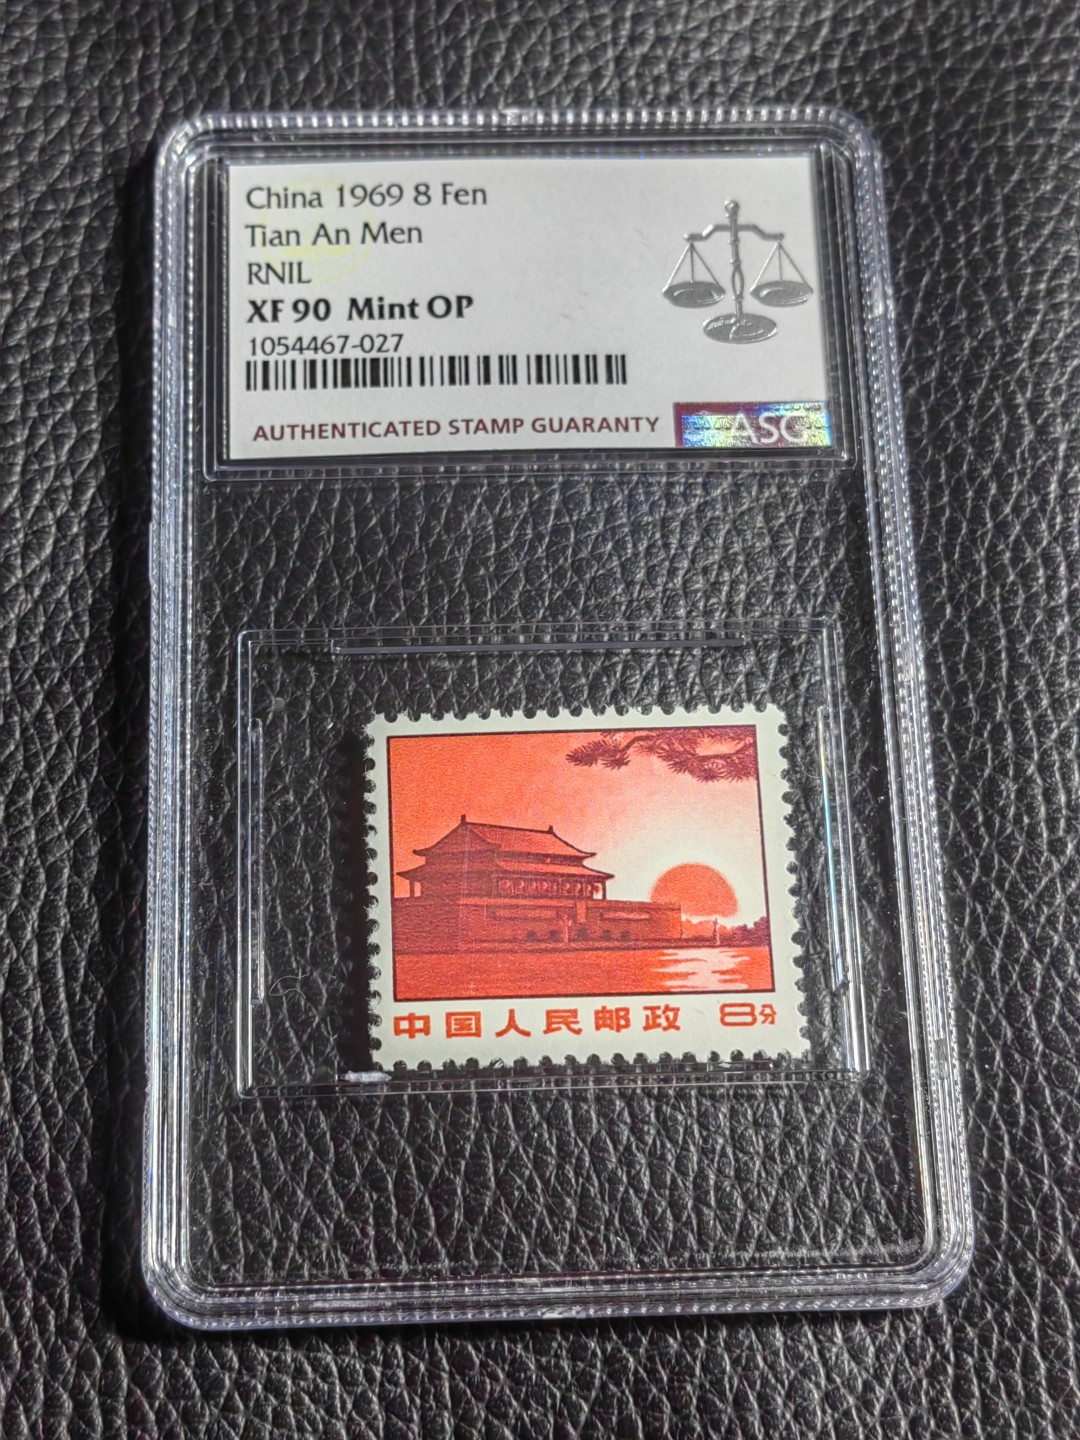 China 1969 8 Fen
Tian An Men
RNIL
XF 90 Mint OP
1054467-027
AUTHENTICATED STAMP GUARANTY
ASG
中国人民邮政 8分